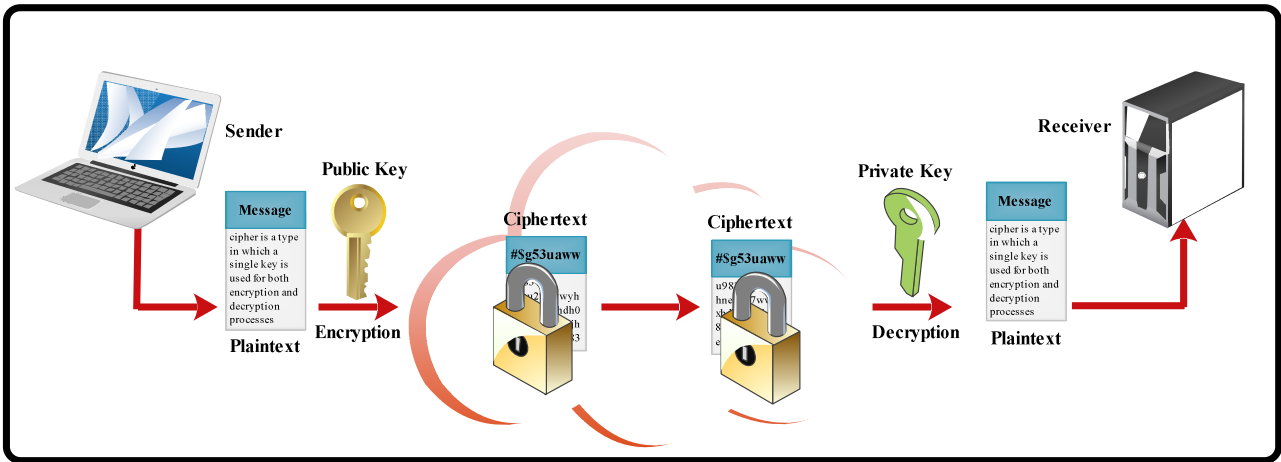 Sender
Receiver
Public Key
Private Key
Message
cipher is a type
in which a
single key is
used for both
encryption and
decryption
processes
Plaintext
Encryption
Ciphertext
#$g53uaww
Ciphertext
#$g53uaww
Decryption
Message
cipher is a type
in which a
single key is
used for both
encryption and
decryption
processes
Plaintext